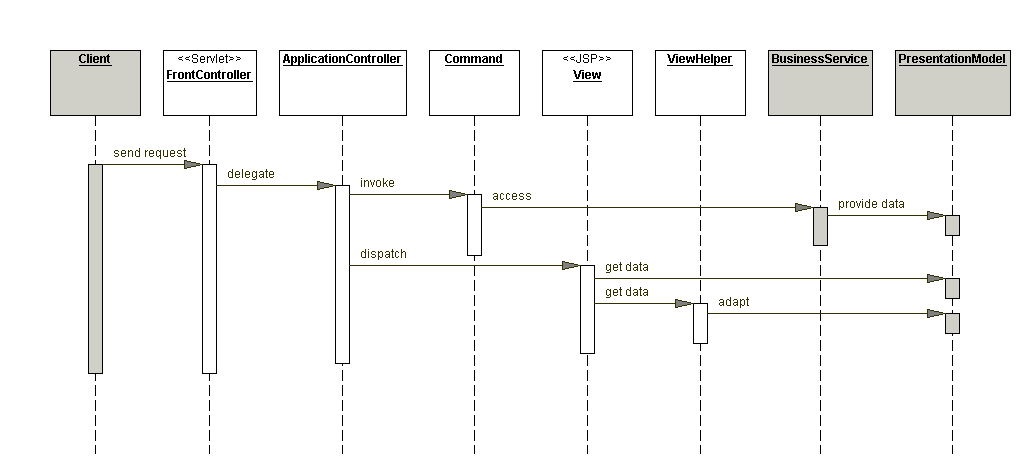 Client
<<Servlet>>
FrontController
ApplicationController
Command
<<JSP>>
View
ViewHelper
BusinessService
PresentationModel
send request
delegate
invoke
access
provide data
dispatch
get data
get data
adapt